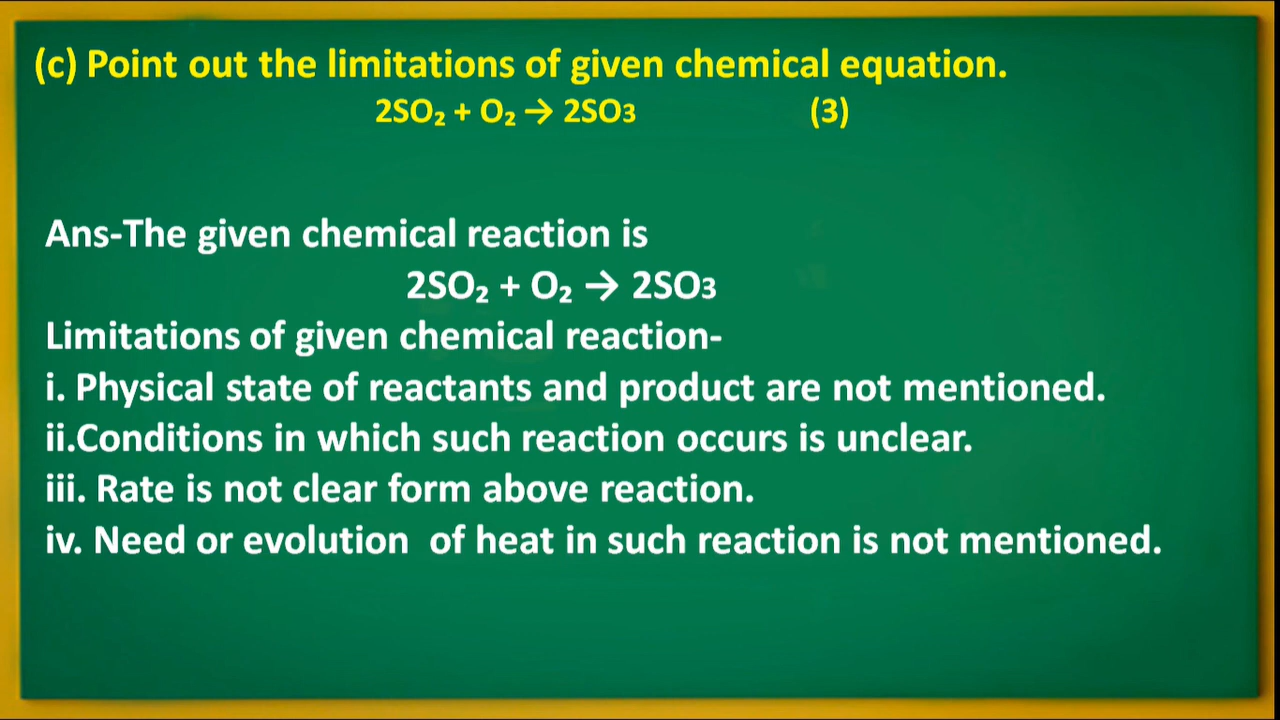 (c) Point out the limitations of given chemical equation.
2SO₂ + O₂ → 2SO3 (3)
Ans-The given chemical reaction is
2SO₂ + O₂ → 2SO3
Limitations of given chemical reaction-
i. Physical state of reactants and product are not mentioned.
ii.Conditions in which such reaction occurs is unclear.
iii. Rate is not clear form above reaction.
iv. Need or evolution of heat in such reaction is not mentioned.